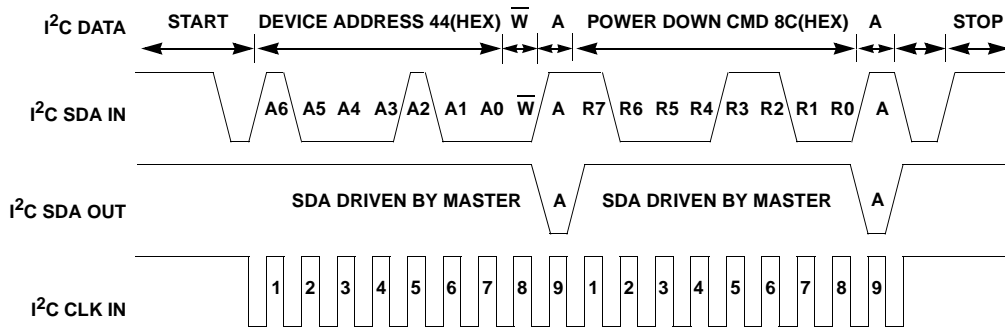 I²C DATA START DEVICE ADDRESS 44(HEX) W̅ A POWER DOWN CMD 8C(HEX) A STOP
I²C SDA IN A6 A5 A4 A3 A2 A1 A0 W̅ A R7 R6 R5 R4 R3 R2 R1 R0 A
I²C SDA OUT SDA DRIVEN BY MASTER A SDA DRIVEN BY MASTER A
I²C CLK IN 1 2 3 4 5 6 7 8 9 1 2 3 4 5 6 7 8 9